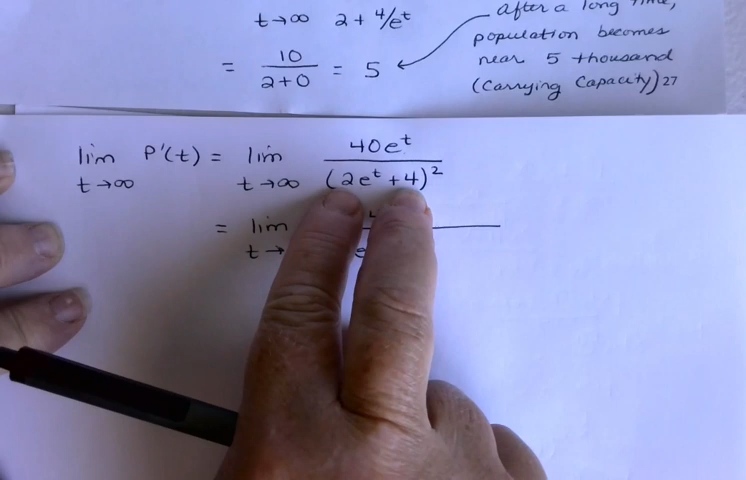 after a long time,
t→∞ 2 + 4/e^t
population becomes
= 10/(2+0) = 5
near 5 thousand
(Carrying Capacity) 27
lim P'(t) = lim 40e^t
t→∞ t→∞ (2e^t + 4)^2
= lim
t→